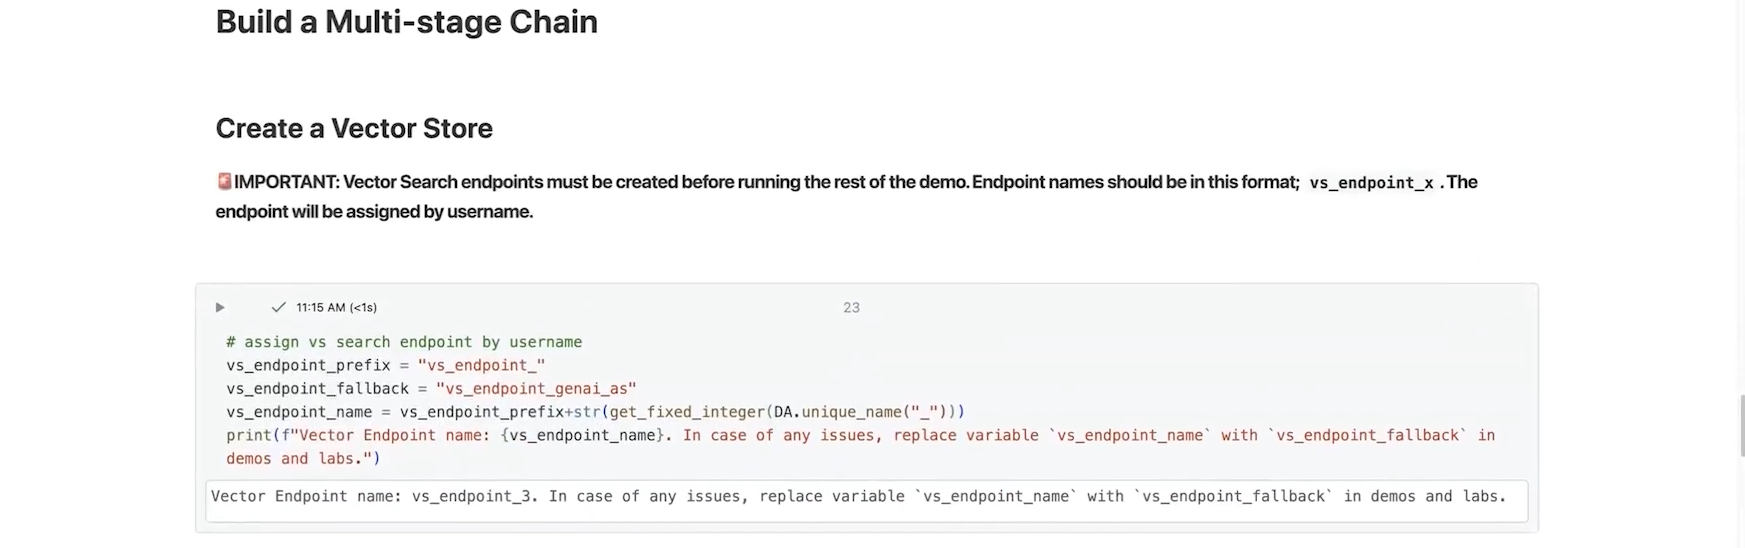 Build a Multi-stage Chain
Create a Vector Store
🚨IMPORTANT: Vector Search endpoints must be created before running the rest of the demo. Endpoint names should be in this format; vs_endpoint_x . The
endpoint will be assigned by username.
11:15 AM (<1s)
23
# assign vs search endpoint by username
vs_endpoint_prefix = "vs_endpoint_"
vs_endpoint_fallback = "vs_endpoint_genai_as"
vs_endpoint_name = vs_endpoint_prefix+str(get_fixed_integer(DA.unique_name("_")))
print(f"Vector Endpoint name: {vs_endpoint_name}. In case of any issues, replace variable `vs_endpoint_name` with `vs_endpoint_fallback` in
demos and labs.")
Vector Endpoint name: vs_endpoint_3. In case of any issues, replace variable `vs_endpoint_name` with `vs_endpoint_fallback` in demos and labs.